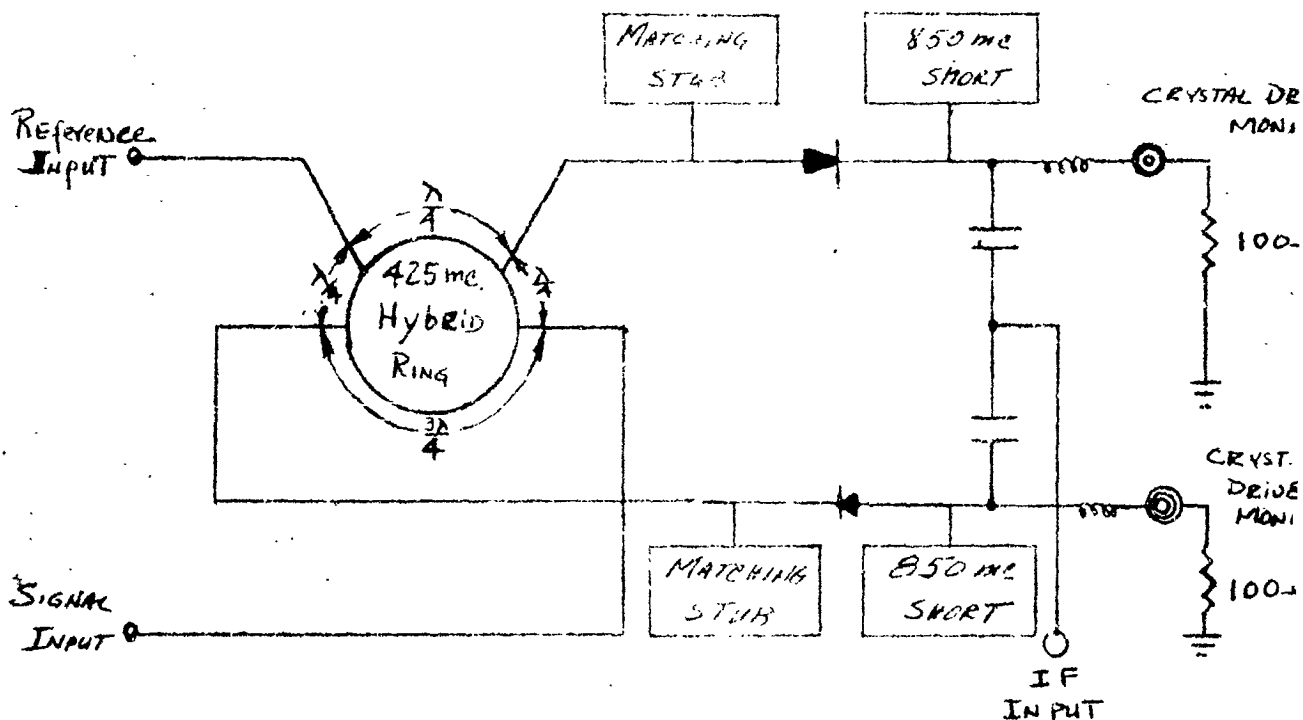 MATCHING
STUB
850 mc
SHORT
CRYSTAL DR
MONI
REference
INPUT
λ/4
λ/4
λ/4
425 mc.
HybRID
RING
3λ/4
100-
CRYST.
DRIVE
MONI
MATCHING
STUB
850 mc
SHORT
100-
SIGNAL
INPUT
IF
INPUT